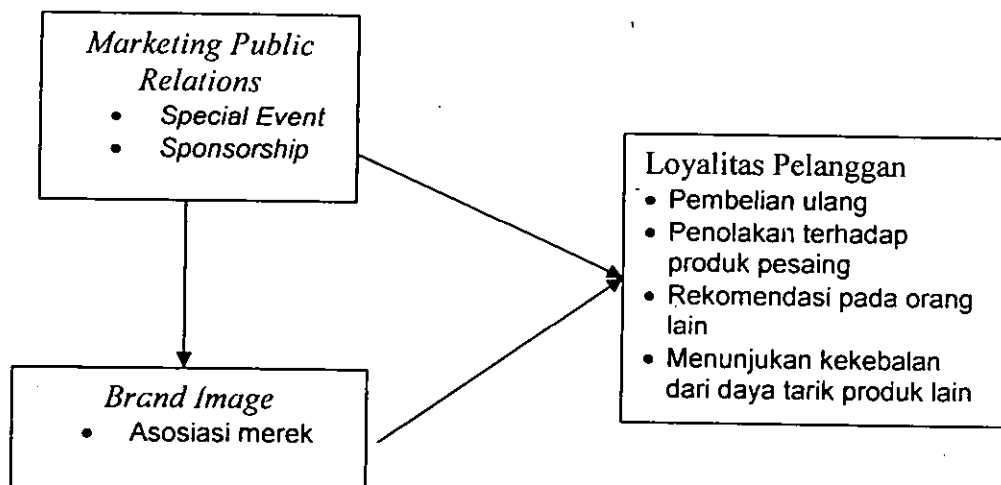 Marketing Public
Relations
• Special Event
• Sponsorship
Loyalitas Pelanggan
• Pembelian ulang
• Penolakan terhadap
produk pesaing
• Rekomendasi pada orang
lain
• Menunjukan kekebalan
dari daya tarik produk lain
Brand Image
• Asosiasi merek